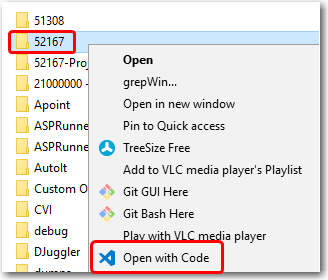 51308
52167
52167-Proj
21000000 -
Apoint
ASPRunne
ASPRunne
AutoIt
Custom O
CVI
debug
DJuggler
dumps
Open
grepWin...
Open in new window
Pin to Quick access
TreeSize Free
Add to VLC media player's Playlist
Git GUI Here
Git Bash Here
Play with VLC media player
Open with Code